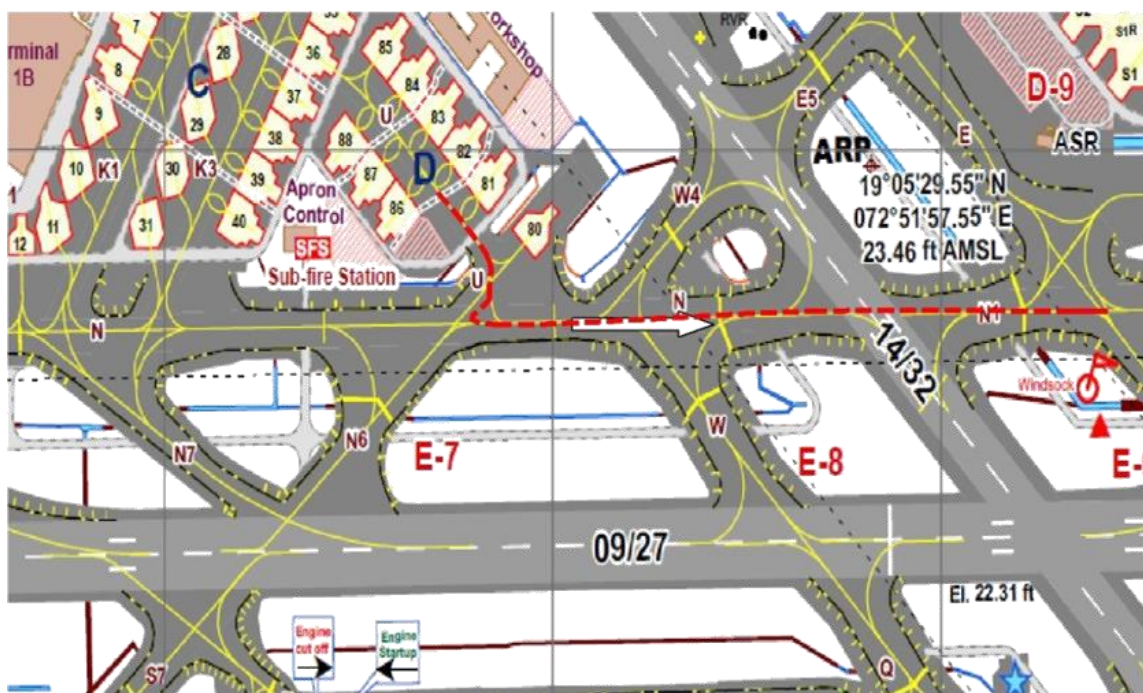 rminal
1B
7
8
9
10
11
12
K1
C
28
29
30
31
K3
36
37
38
39
40
Apron
Control
SFS
Sub-fire Station
85
84
83
82
81
80
88
87
86
U
D
U
orkshop
RVR
W4
E5
E
ARP
19°05'29.55" N
072°51'57.55" E
23.46 ft AMSL
D-9
S1R
S1
ASR
N
N
N1
14/32
Windsock
N7
N6
E-7
W
E-8
E-
09/27
El. 22.31 ft
S7
Engine
cut off
Engine
Startup
Q